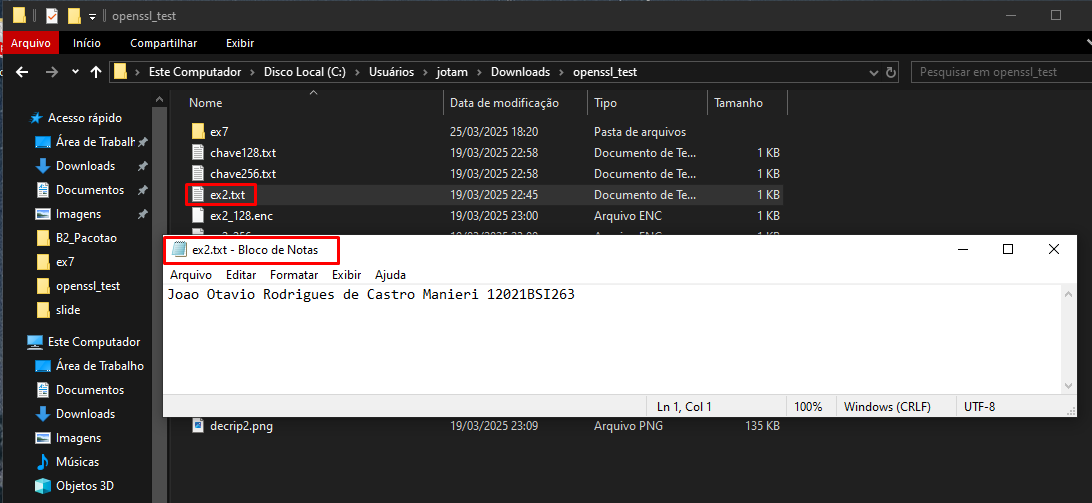 openssl_test
Arquivo Início Compartilhar Exibir
Este Computador Disco Local (C:) Usuários jotam Downloads openssl_test
Pesquisar em openssl_test
Nome Data de modificação Tipo Tamanho
Acesso rápido
Área de Trabalh
Downloads
Documentos
Imagens
B2_Pacotao
ex7
openssl_test
slide
Este Computador
Área de Trabalho
Documentos
Downloads
Imagens
Músicas
Objetos 3D
ex7 25/03/2025 18:20 Pasta de arquivos
chave128.txt 19/03/2025 22:58 Documento de Te... 1 KB
chave256.txt 19/03/2025 22:58 Documento de Te... 1 KB
ex2.txt 19/03/2025 22:45 Documento de Te... 1 KB
ex2_128.enc 19/03/2025 23:00 Arquivo ENC 1 KB
ex2.txt - Bloco de Notas
Arquivo Editar Formatar Exibir Ajuda
Joao Otavio Rodrigues de Castro Manieri 12021BSI263
Ln 1, Col 1 100% Windows (CRLF) UTF-8
decrip2.png 19/03/2025 23:09 Arquivo PNG 135 KB